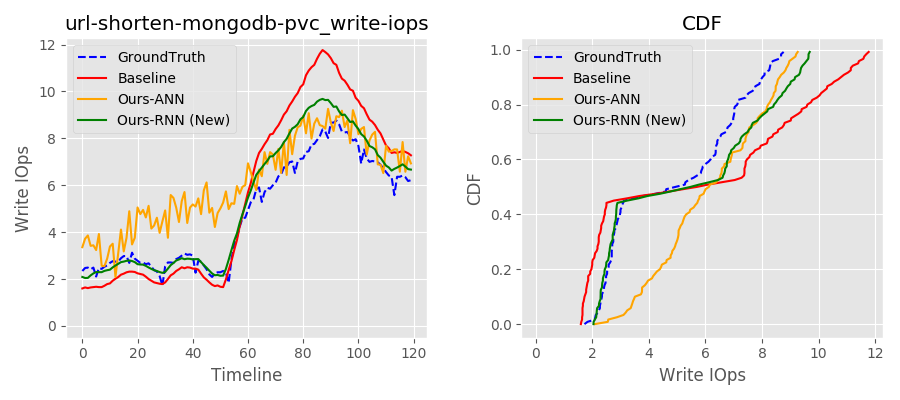 url-shorten-mongodb-pvc_write-iops
12
10
8
6
4
2
0
0 20 40 60 80 100 120
Write IOps
Timeline
GroundTruth
Baseline
Ours-ANN
Ours-RNN (New)
CDF
1.0
0.8
0.6
0.4
0.2
0.0
0 2 4 6 8 10 12
CDF
Write IOps
GroundTruth
Baseline
Ours-ANN
Ours-RNN (New)